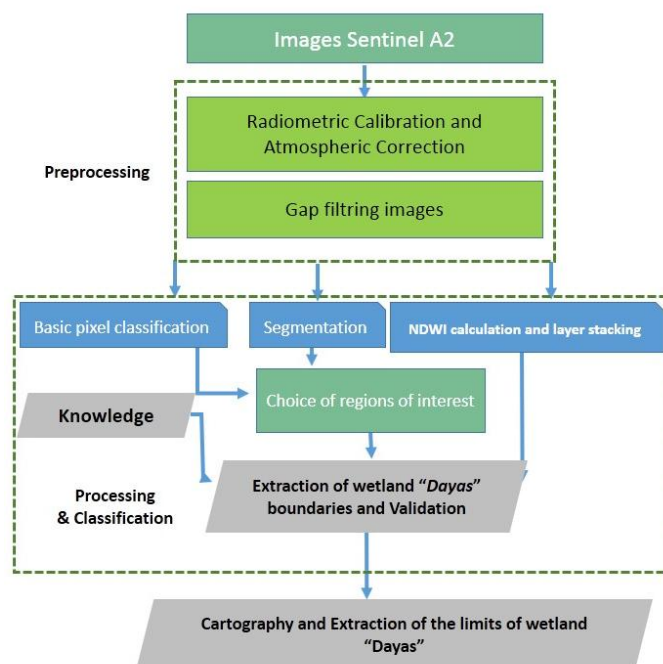 Images Sentinel A2
Radiometric Calibration and
Atmospheric Correction
Preprocessing
Gap filtring images
Basic pixel classification
Segmentation
NDWI calculation and layer stacking
Knowledge
Choice of regions of interest
Extraction of wetland “Dayas”
boundaries and Validation
Processing
& Classification
Cartography and Extraction of the limits of wetland
“Dayas”